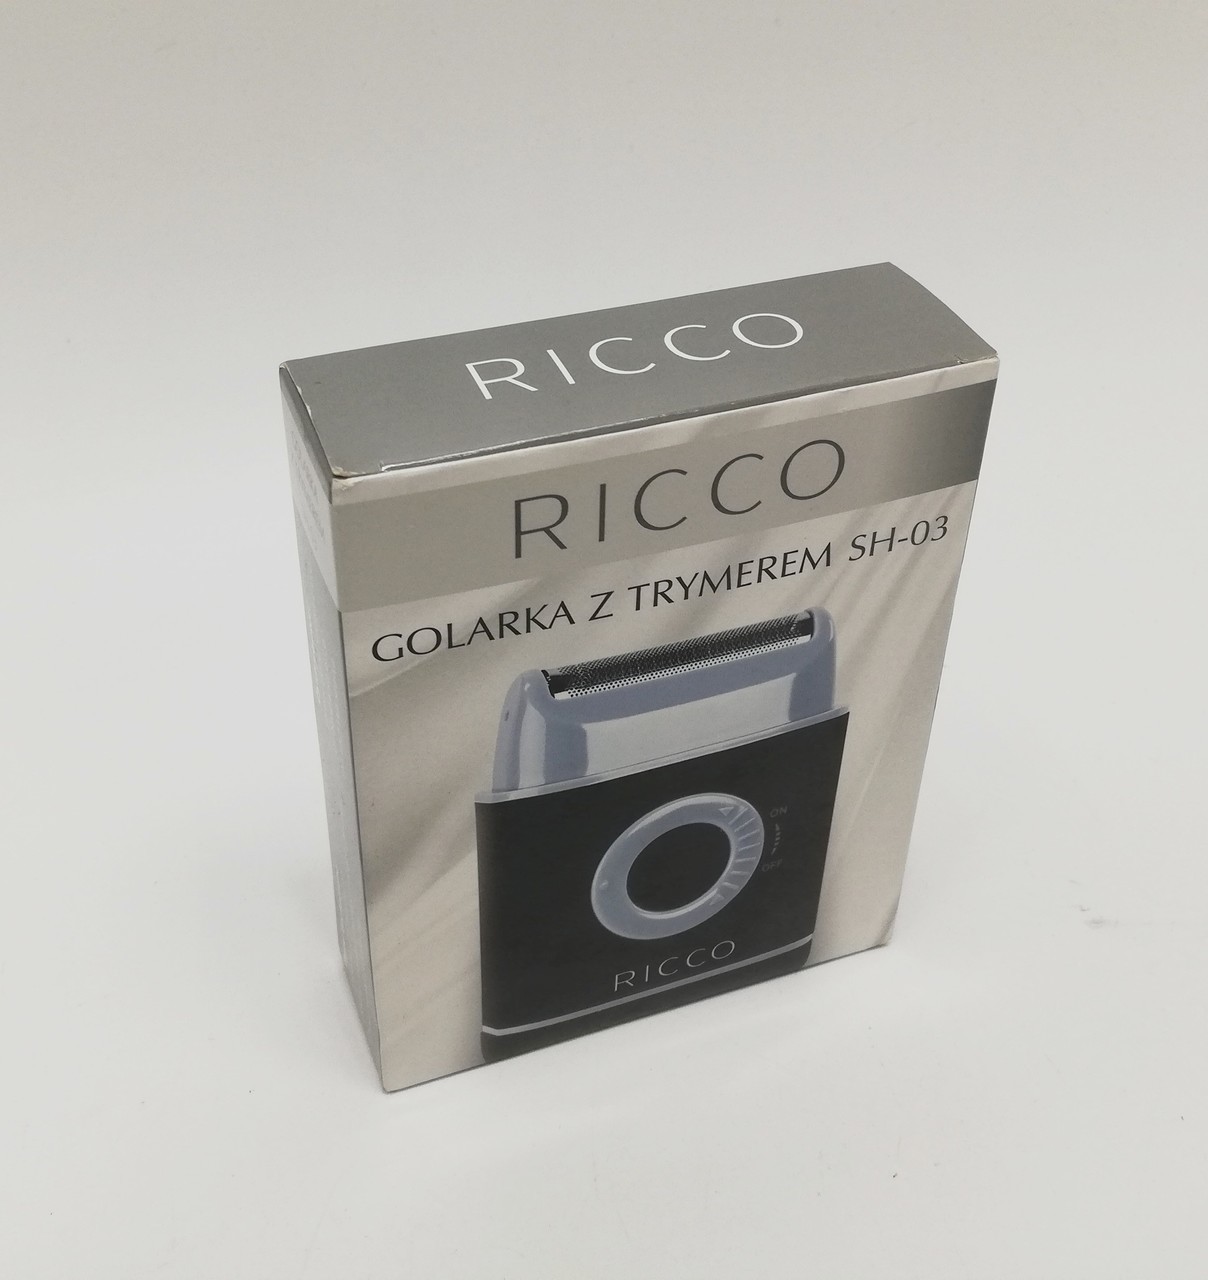 RICCO
RICCO
GOLARKA Z TRYMEREM SH-03
ON
OFF
RICCO